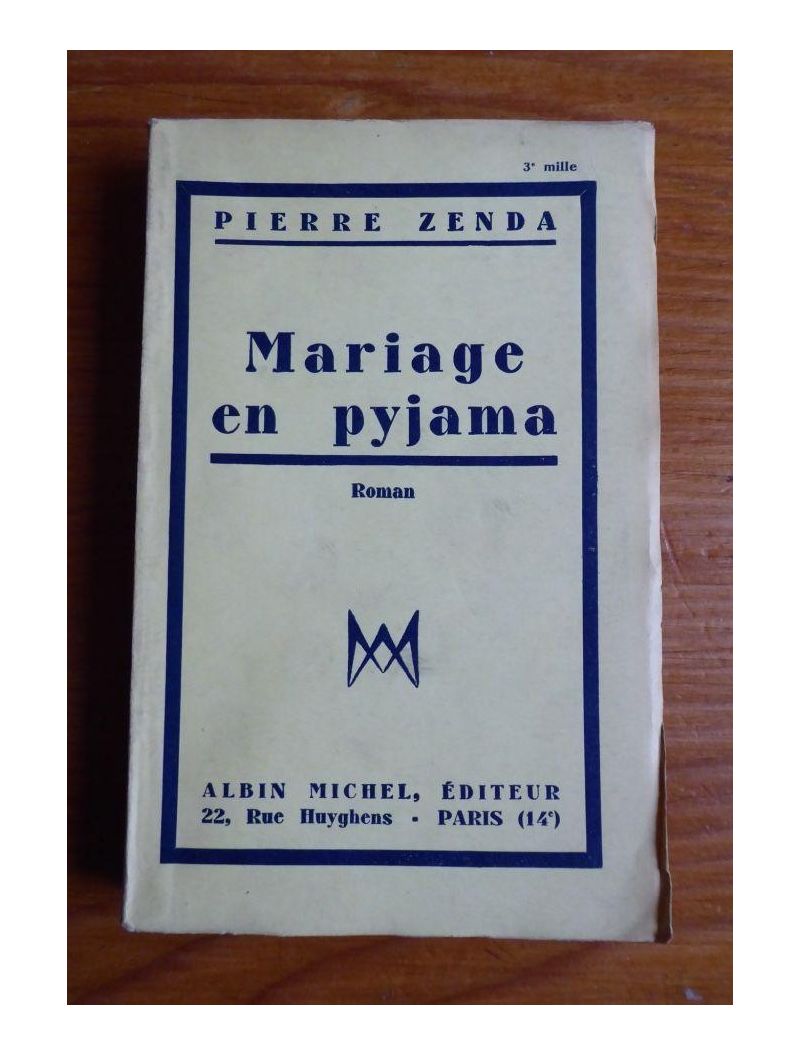 3e mille
PIERRE ZENDA
Mariage
en pyjama
Roman
ALBIN MICHEL, ÉDITEUR
22, Rue Huyghens • PARIS (14e)